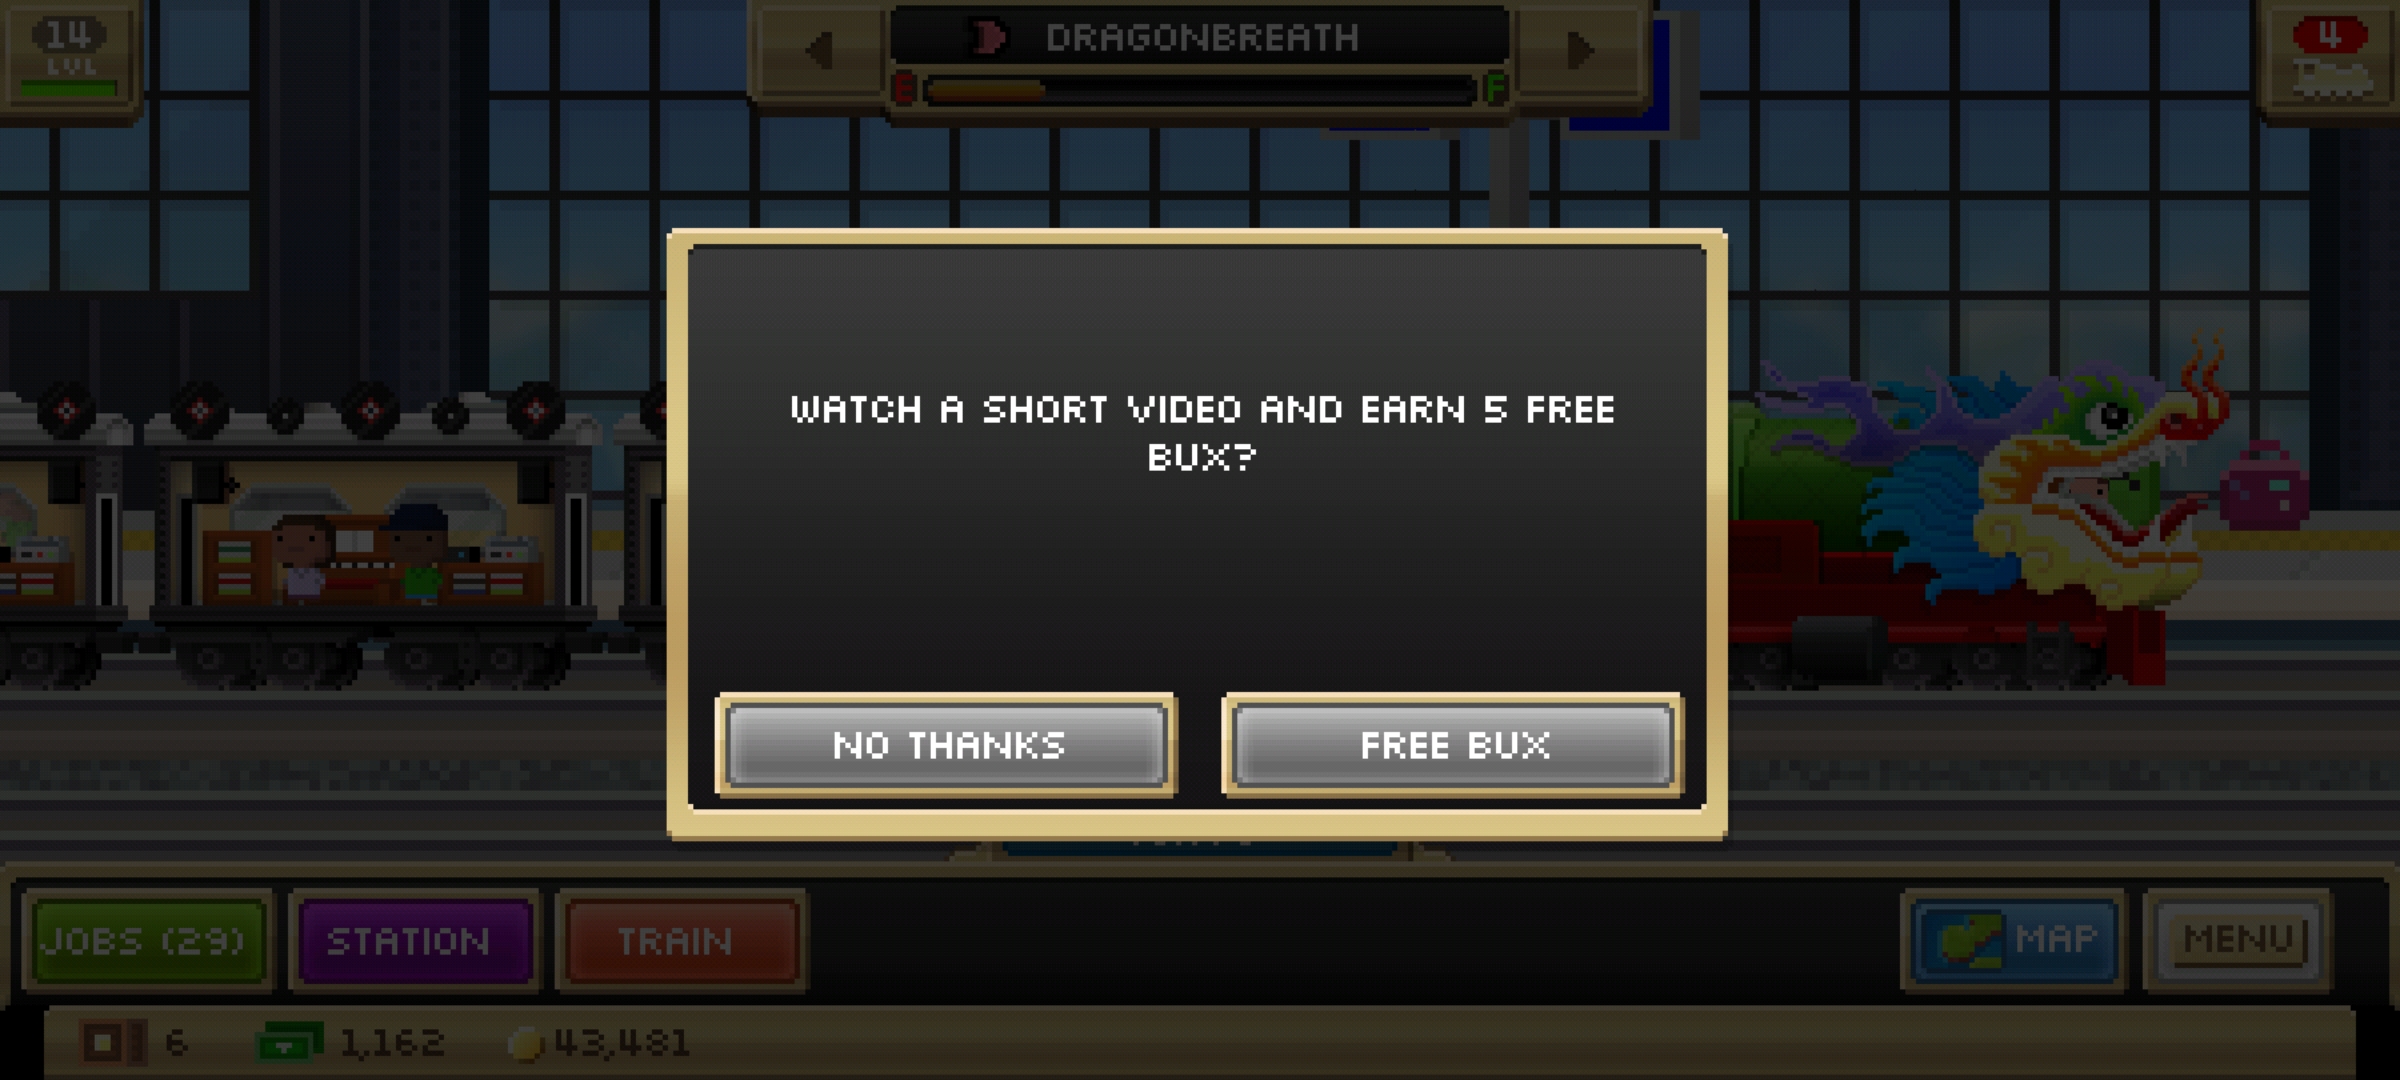 14
LVL
DRAGONBREATH
E F
4
WATCH A SHORT VIDEO AND EARN 5 FREE
BUX?
NO THANKS
FREE BUX
JOBS (29)
STATION
TRAIN
MAP
MENU
6
1,162
43,481